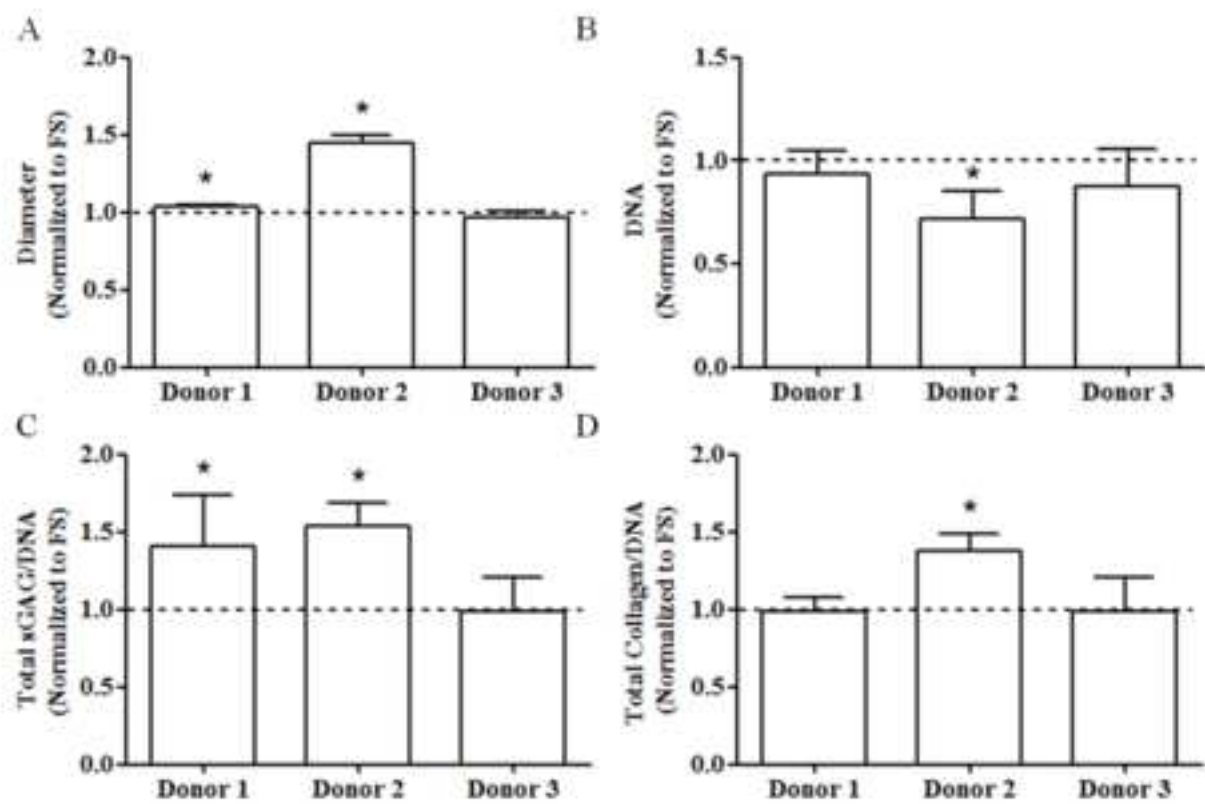 A
Diameter
(Normalized to FS)
2.0
1.5
1.0
0.5
0.0
*
*
Donor 1 Donor 2 Donor 3
B
DNA
(Normalized to FS)
1.5
1.0
0.5
0.0
*
Donor 1 Donor 2 Donor 3
C
Total sGAG/DNA
(Normalized to FS)
2.0
1.5
1.0
0.5
0.0
*
*
Donor 1 Donor 2 Donor 3
D
Total Collagen/DNA
(Normalized to FS)
2.0
1.5
1.0
0.5
0.0
*
Donor 1 Donor 2 Donor 3